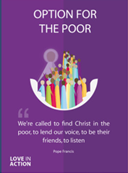 OPTION FOR
THE POOR
“
We're called to find Christ in the
poor, to lend our voice, to be their
friends, to listen
Pope Francis
LOVE IN
ACTION